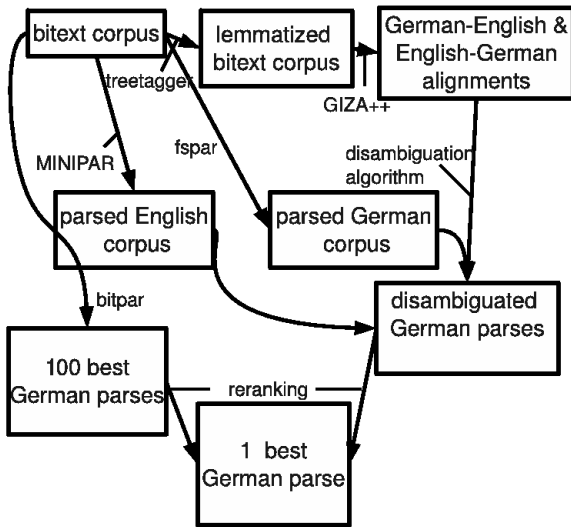 bitext corpus
lemmatized
bitext corpus
German-English &
English-German
alignments
treetagger
GIZA++
MINIPAR
fspar
disambiguation
algorithm
parsed English
corpus
parsed German
corpus
bitpar
disambiguated
German parses
100 best
German parses
reranking
1 best
German parse